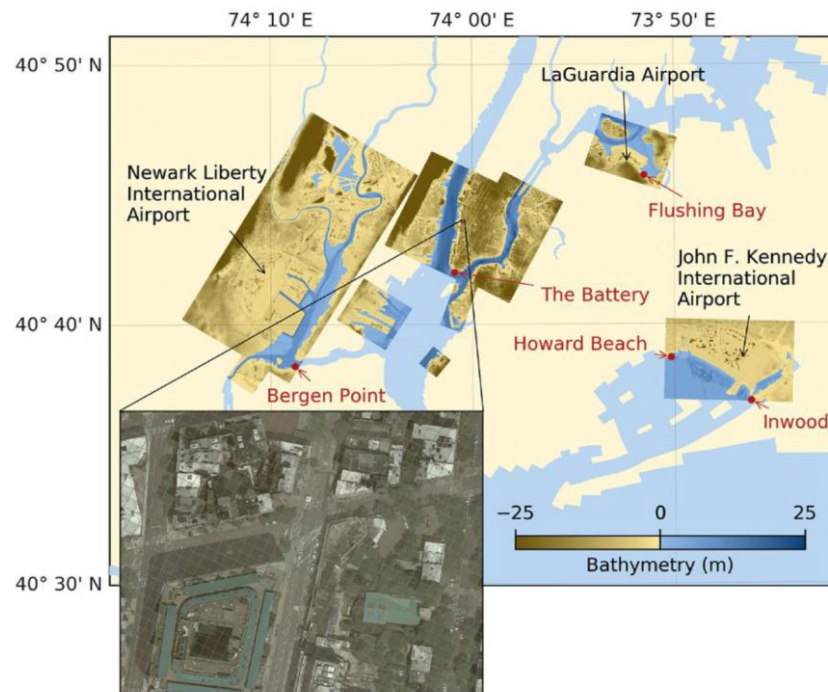 74° 10' E
74° 00' E
73° 50' E
40° 50' N
LaGuardia Airport
Newark Liberty
International
Airport
Flushing Bay
John F. Kennedy
International
Airport
The Battery
40° 40' N
Howard Beach
Bergen Point
Inwood
−25
0
25
Bathymetry (m)
40° 30' N